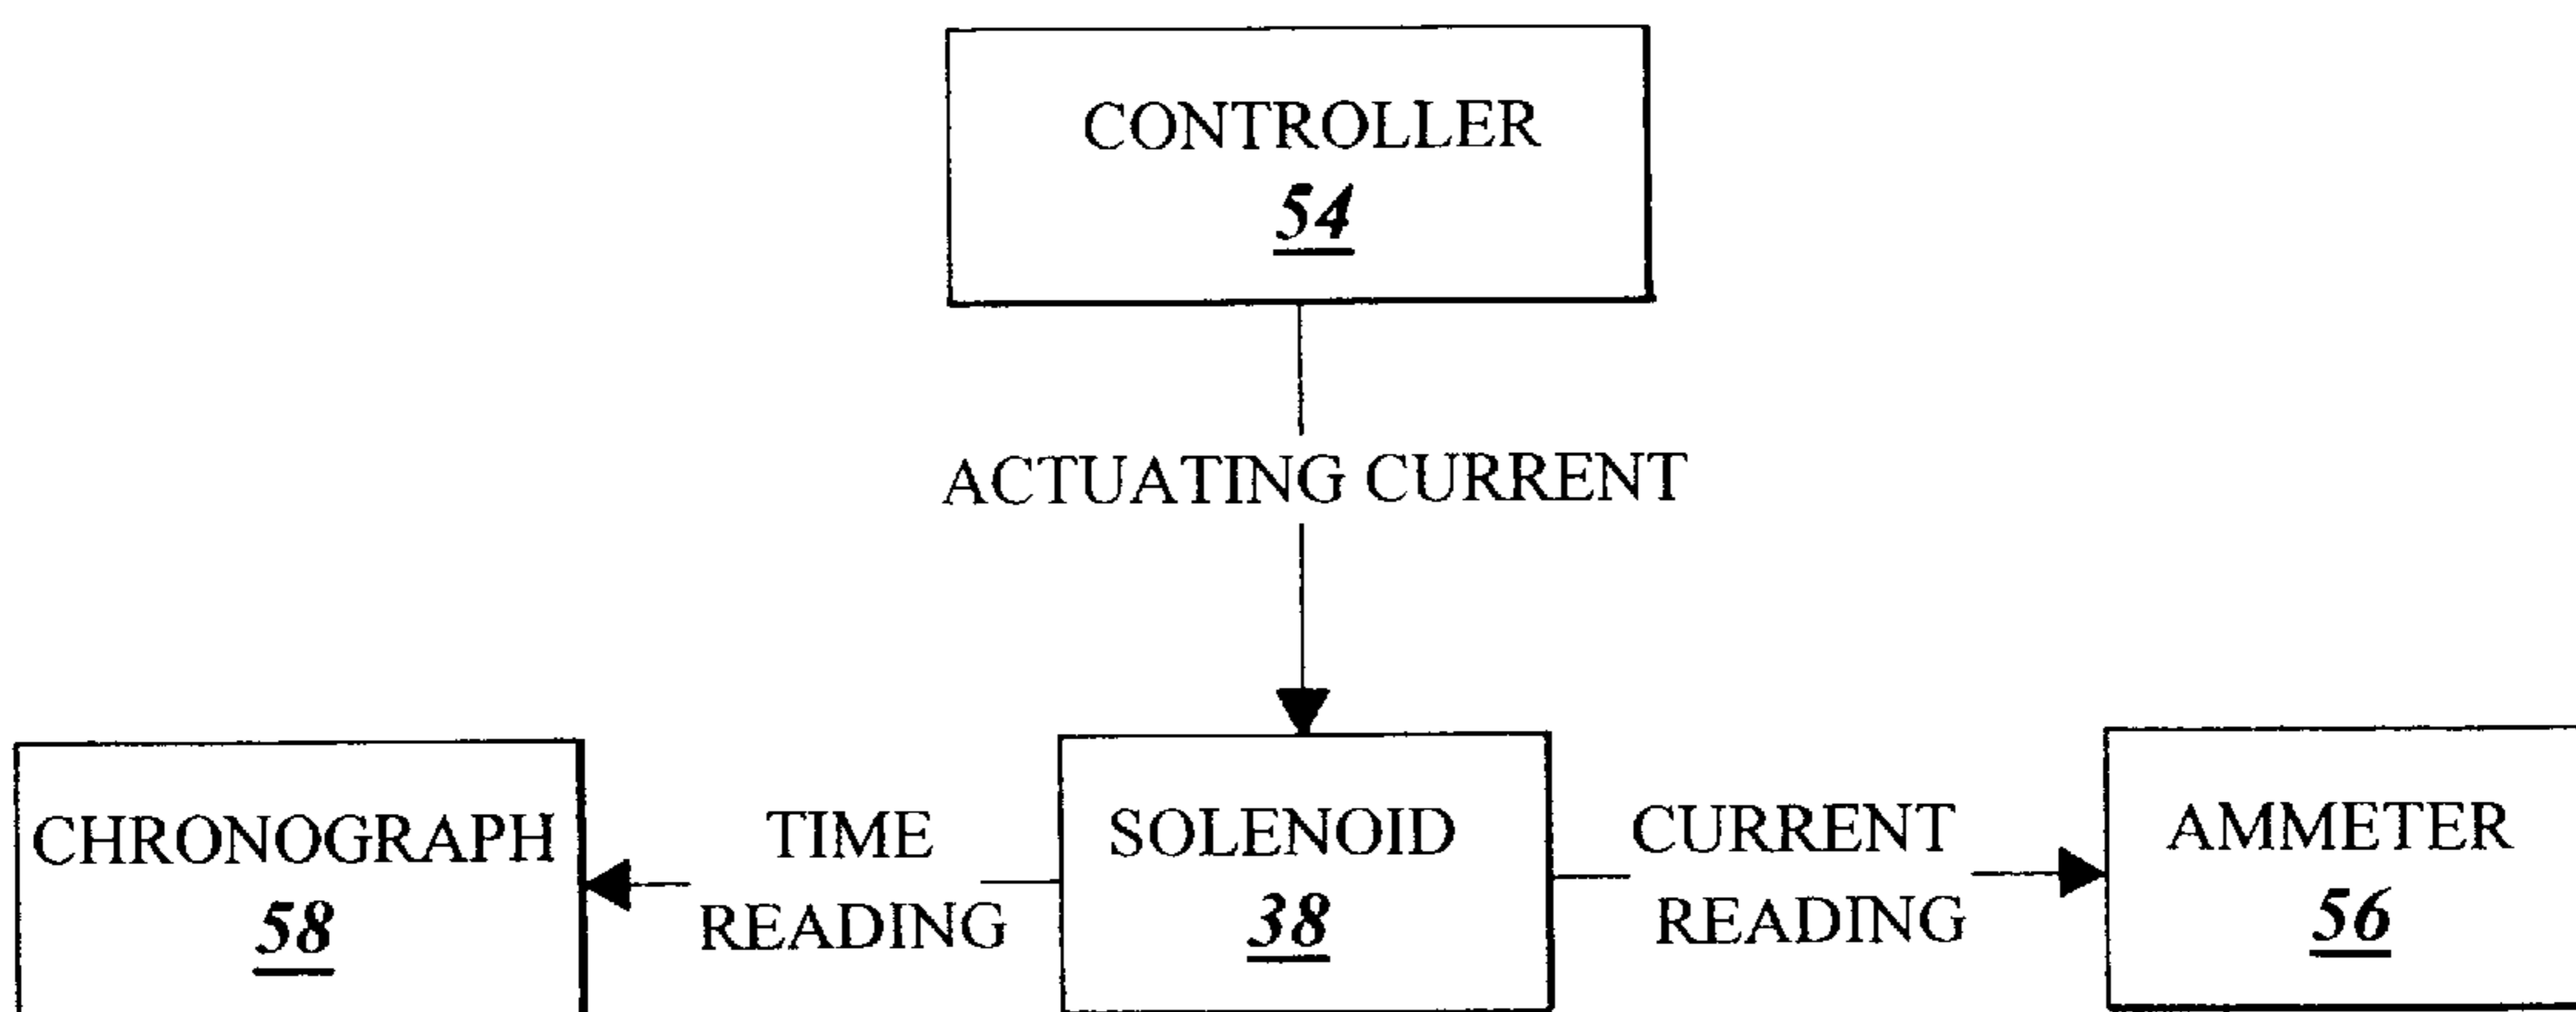 CONTROLLER
54
ACTUATING CURRENT
CHRONOGRAPH
58
TIME
READING
SOLENOID
38
CURRENT
READING
AMMETER
56